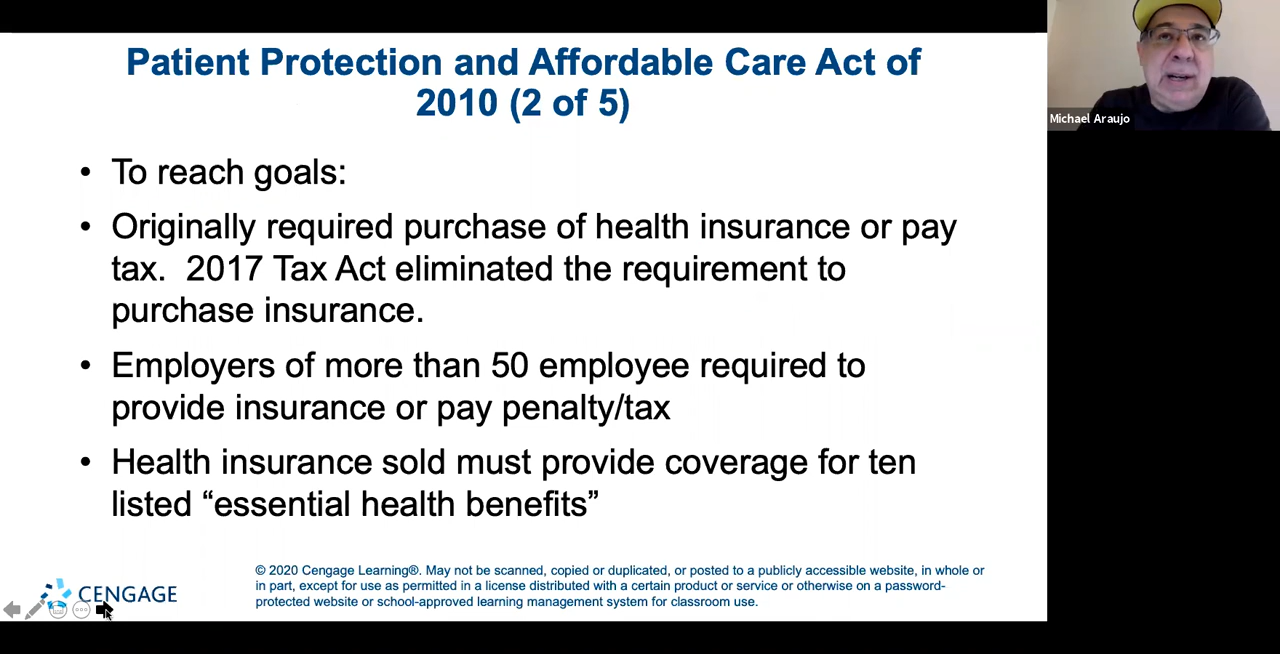 Patient Protection and Affordable Care Act of
2010 (2 of 5)
• To reach goals:
• Originally required purchase of health insurance or pay
tax.  2017 Tax Act eliminated the requirement to
purchase insurance.
• Employers of more than 50 employee required to
provide insurance or pay penalty/tax
• Health insurance sold must provide coverage for ten
listed “essential health benefits”
© 2020 Cengage Learning®. May not be scanned, copied or duplicated, or posted to a publicly accessible website, in whole or
in part, except for use as permitted in a license distributed with a certain product or service or otherwise on a password-
protected website or school-approved learning management system for classroom use.
CENGAGE
Michael Araujo